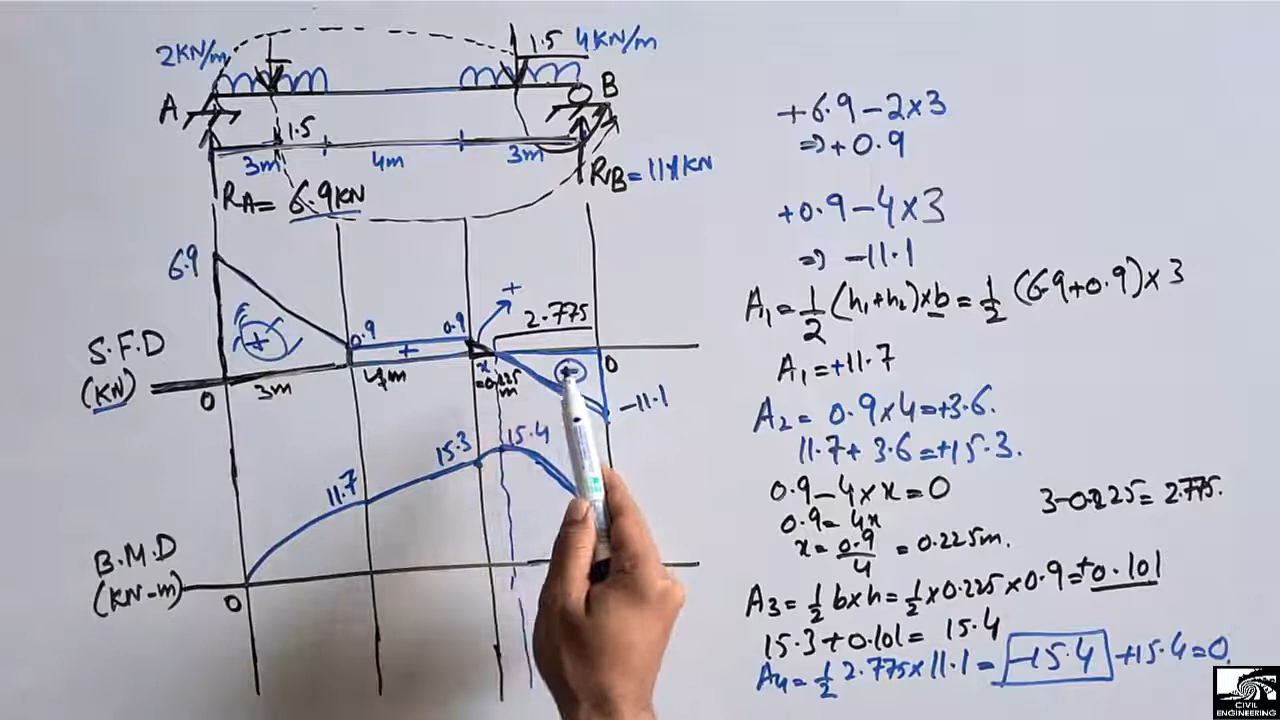 2KN/m
1.5 4KN/m
A
B
1.5
3m 4m 3m
RA= 6.9KN
RB=11.1KN
6.9
S.F.D
(KN)
0
3m
+
0.9
+
4m
0.9
+
x
=0.225
m
2.775
0
-11.1
B.M.D
(KN-m)
0
11.7
15.3
15.4
+6.9-2×3
⇒+0.9
+0.9-4×3
⇒ -11.1
A1=1/2 (h1+h2)×b=1/2 (6.9+0.9)×3
A1=+11.7
A2= 0.9×4=+3.6.
11.7+ 3.6=+15.3.
0.9-4×x=0
0.9=4x
x=0.9/4 =0.225m.
3-0.225=2.775.
A3=1/2 b×h=1/2×0.225×0.9=+0.101
15.3+0.101= 15.4
A4=1/2 2.775×11.1=-15.4+15.4=0.
CIVIL
ENGINEERING